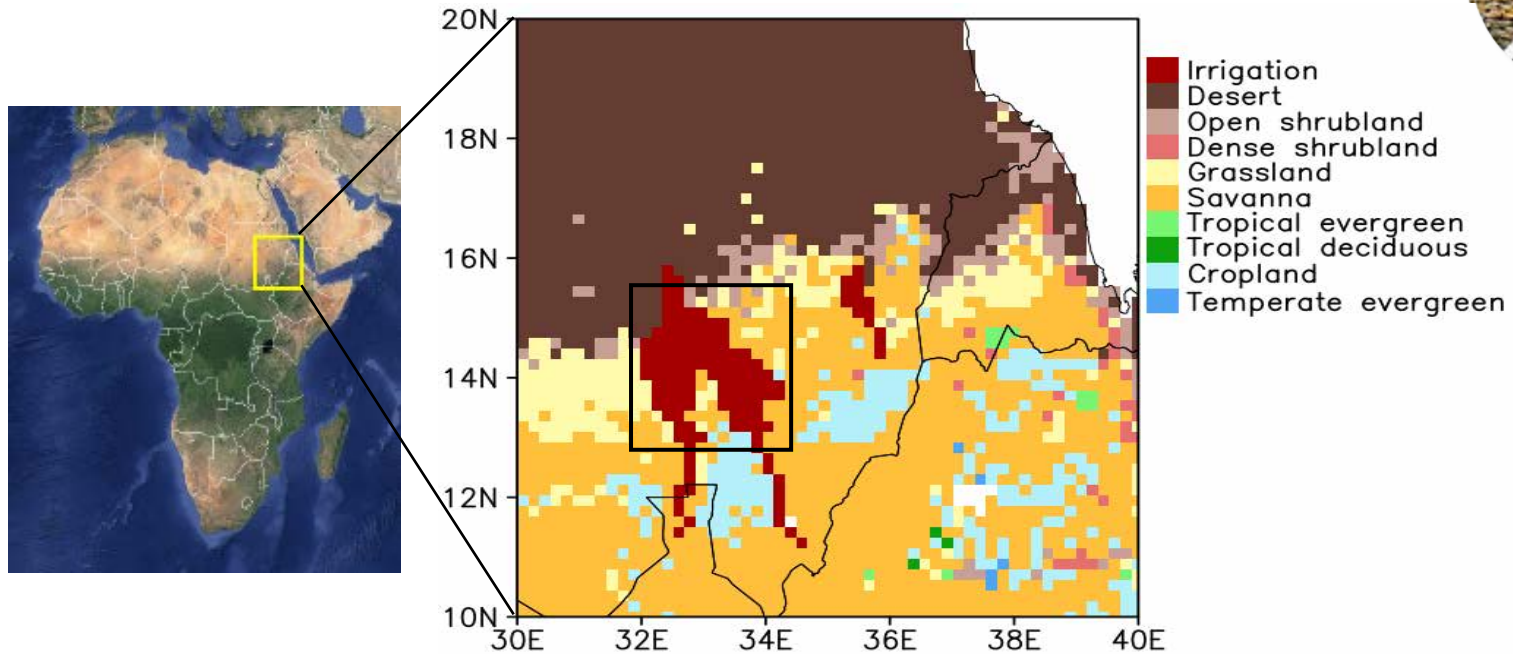 20N
18N
16N
14N
12N
10N
30E
32E
34E
36E
38E
40E
Irrigation
Desert
Open shrubland
Dense shrubland
Grassland
Savanna
Tropical evergreen
Tropical deciduous
Cropland
Temperate evergreen